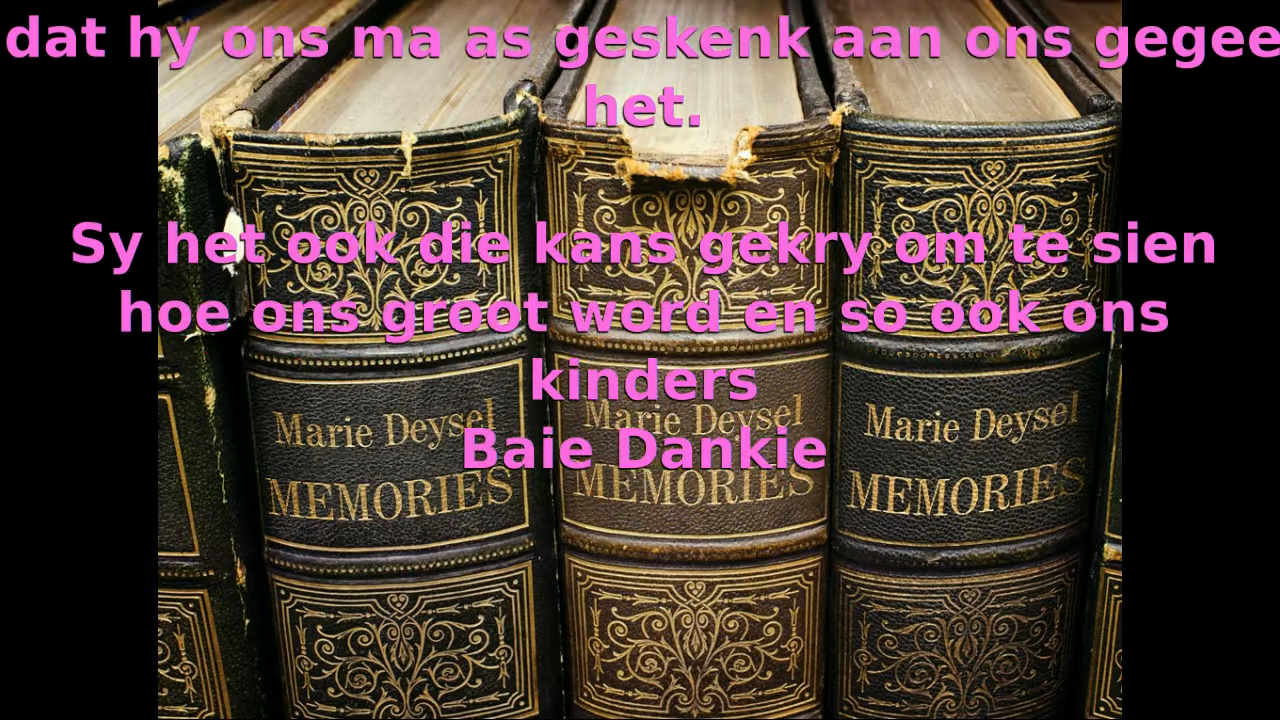 dat hy ons ma as geskenk aan ons gegee
het.
Sy het ook die kans gekry om te sien
hoe ons groot word en so ook ons
kinders
Baie Dankie
Marie Deysel
MEMORIES
Marie Deysel
MEMORIES
Marie Deysel
MEMORIES